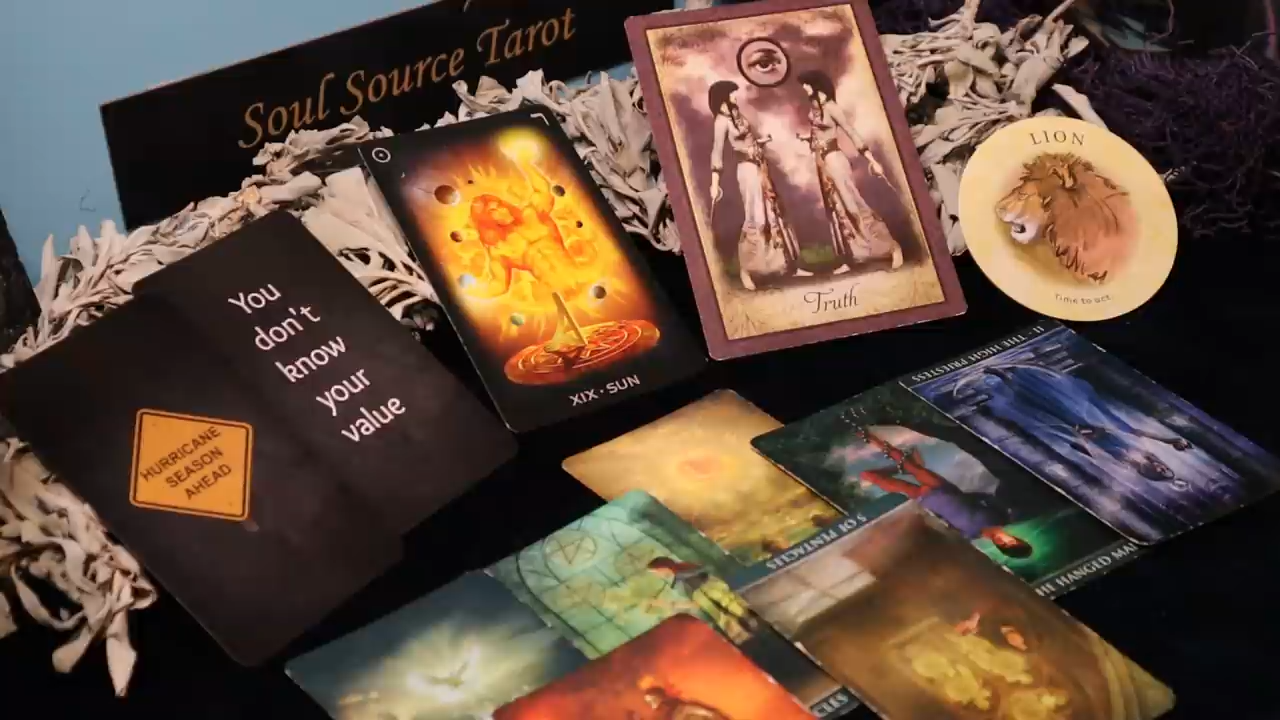 Soul Source Tarot
You
don't
know
your
value
HURRICANE
SEASON
AHEAD
XIX · SUN
Truth
LION
Time to act.
II · THE HIGH PRIESTESS
5 OF PENTACLES
HE HANGED MA